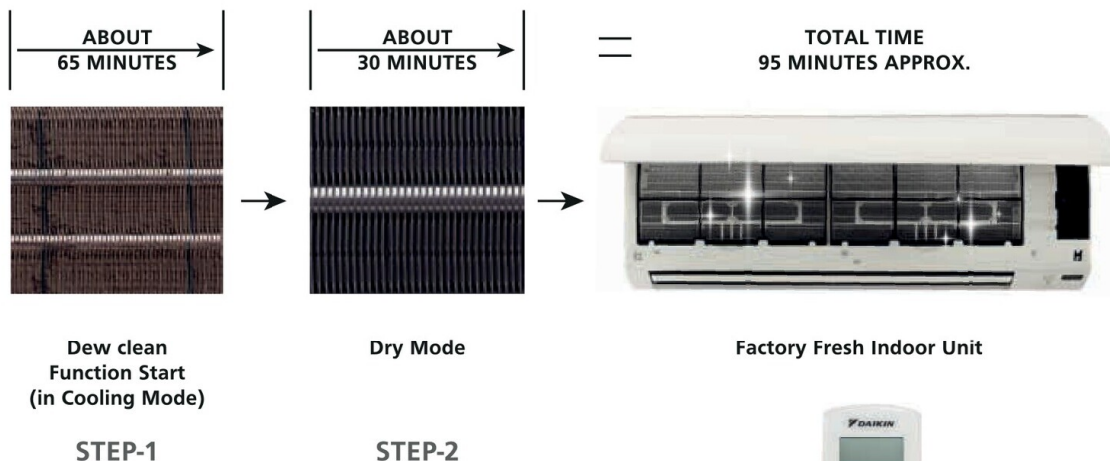 ABOUT
65 MINUTES
ABOUT
30 MINUTES
TOTAL TIME
95 MINUTES APPROX.
Dew clean
Function Start
(in Cooling Mode)
Dry Mode
Factory Fresh Indoor Unit
STEP-1
STEP-2
DAIKIN